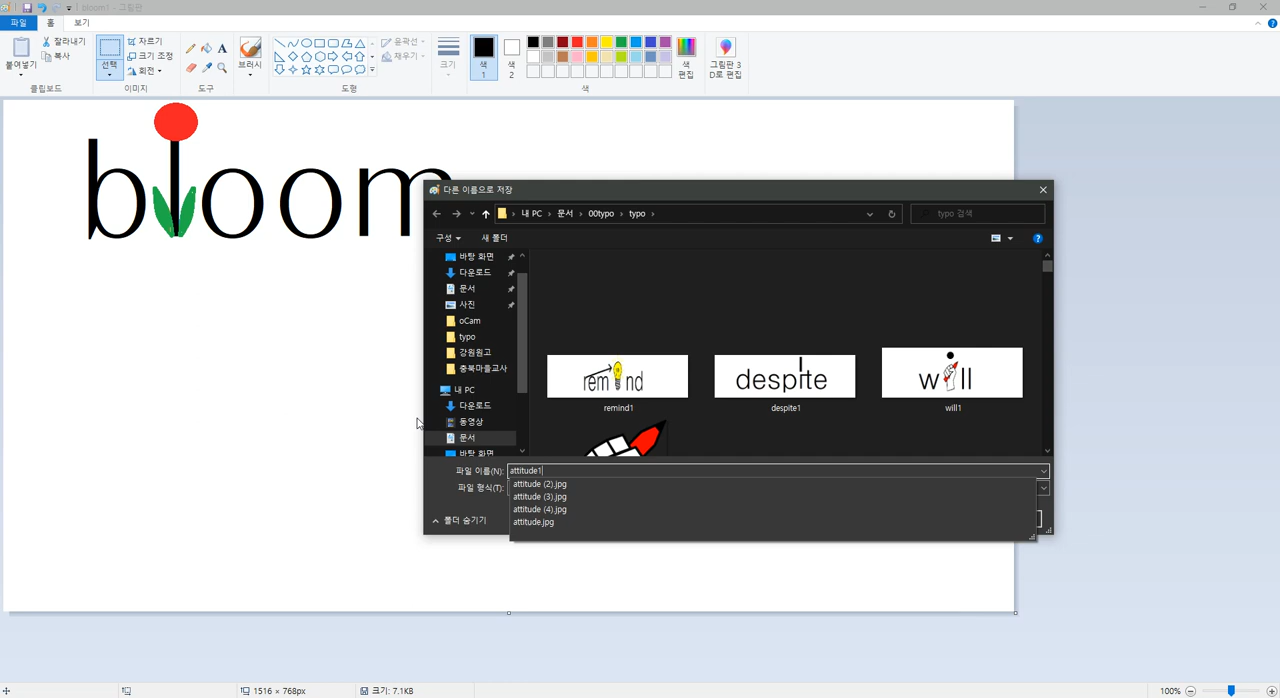 bloom1 - 그림판
파일 홈 보기
붙여넣기 잘라내기 복사 클립보드
선택 자르기 크기 조정 회전 이미지
A 도구
브러시
윤곽선 채우기 도형
크기
색 1 색 2 색 편집 색
그림판 3D로 편집
bloom
다른 이름으로 저장
내 PC › 문서 › 00typo › typo ›
typo 검색
구성 새 폴더
바탕 화면
다운로드
문서
사진
oCam
typo
강원원고
충북마을교사
내 PC
다운로드
동영상
문서
바탕 화면
remind
despite
will
remind1 despite1 will1
파일 이름(N): attitude1
파일 형식(T):
attitude (2).jpg
attitude (3).jpg
attitude (4).jpg
attitude.jpg
폴더 숨기기
1516 × 768px 크기: 7.1KB 100%